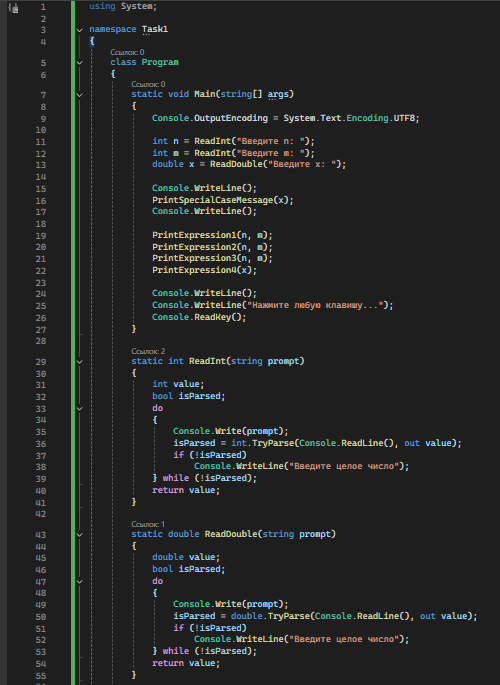 1 using System;
2
3 namespace Task1
4 {
Ссылок: 0
5 class Program
6 {
Ссылок: 0
7 static void Main(string[] args)
8 {
9 Console.OutputEncoding = System.Text.Encoding.UTF8;
10
11 int n = ReadInt("Введите n: ");
12 int m = ReadInt("Введите m: ");
13 double x = ReadDouble("Введите x: ");
14
15 Console.WriteLine();
16 PrintSpecialCaseMessage(x);
17 Console.WriteLine();
18
19 PrintExpression1(n, m);
20 PrintExpression2(n, m);
21 PrintExpression3(n, m);
22 PrintExpression4(x);
23
24 Console.WriteLine();
25 Console.WriteLine("Нажмите любую клавишу...");
26 Console.ReadKey();
27 }
28
Ссылок: 2
29 static int ReadInt(string prompt)
30 {
31 int value;
32 bool isParsed;
33 do
34 {
35 Console.Write(prompt);
36 isParsed = int.TryParse(Console.ReadLine(), out value);
37 if (!isParsed)
38 Console.WriteLine("Введите целое число");
39 } while (!isParsed);
40 return value;
41 }
42
Ссылок: 1
43 static double ReadDouble(string prompt)
44 {
45 double value;
46 bool isParsed;
47 do
48 {
49 Console.Write(prompt);
50 isParsed = double.TryParse(Console.ReadLine(), out value);
51 if (!isParsed)
52 Console.WriteLine("Введите целое число");
53 } while (!isParsed);
54 return value;
55 }